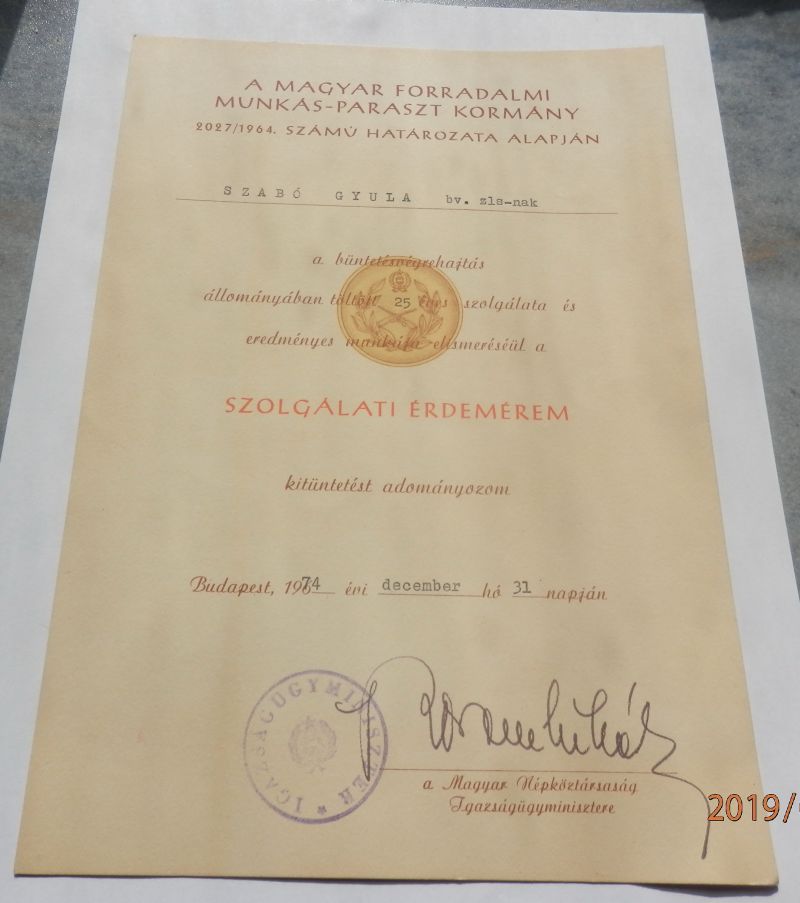 A MAGYAR FORRADALMI
MUNKÁS-PARASZT KORMÁNY
2027/1964. SZÁMÚ HATÁROZATA ALAPJÁN
SZABÓ GYULA bv. zls-nak
a büntetésvégrehajtás
állományában töltött 25 éves szolgálata és
eredményes munkája elismeréséül a
SZOLGÁLATI ÉRDEMÉREM
kitüntetést adományozom
Budapest, 1974 évi december hó 31 napján
IGAZSÁGÜGYMINISZTER
a Magyar Népköztársaság
Igazságügyminisztere
2019/